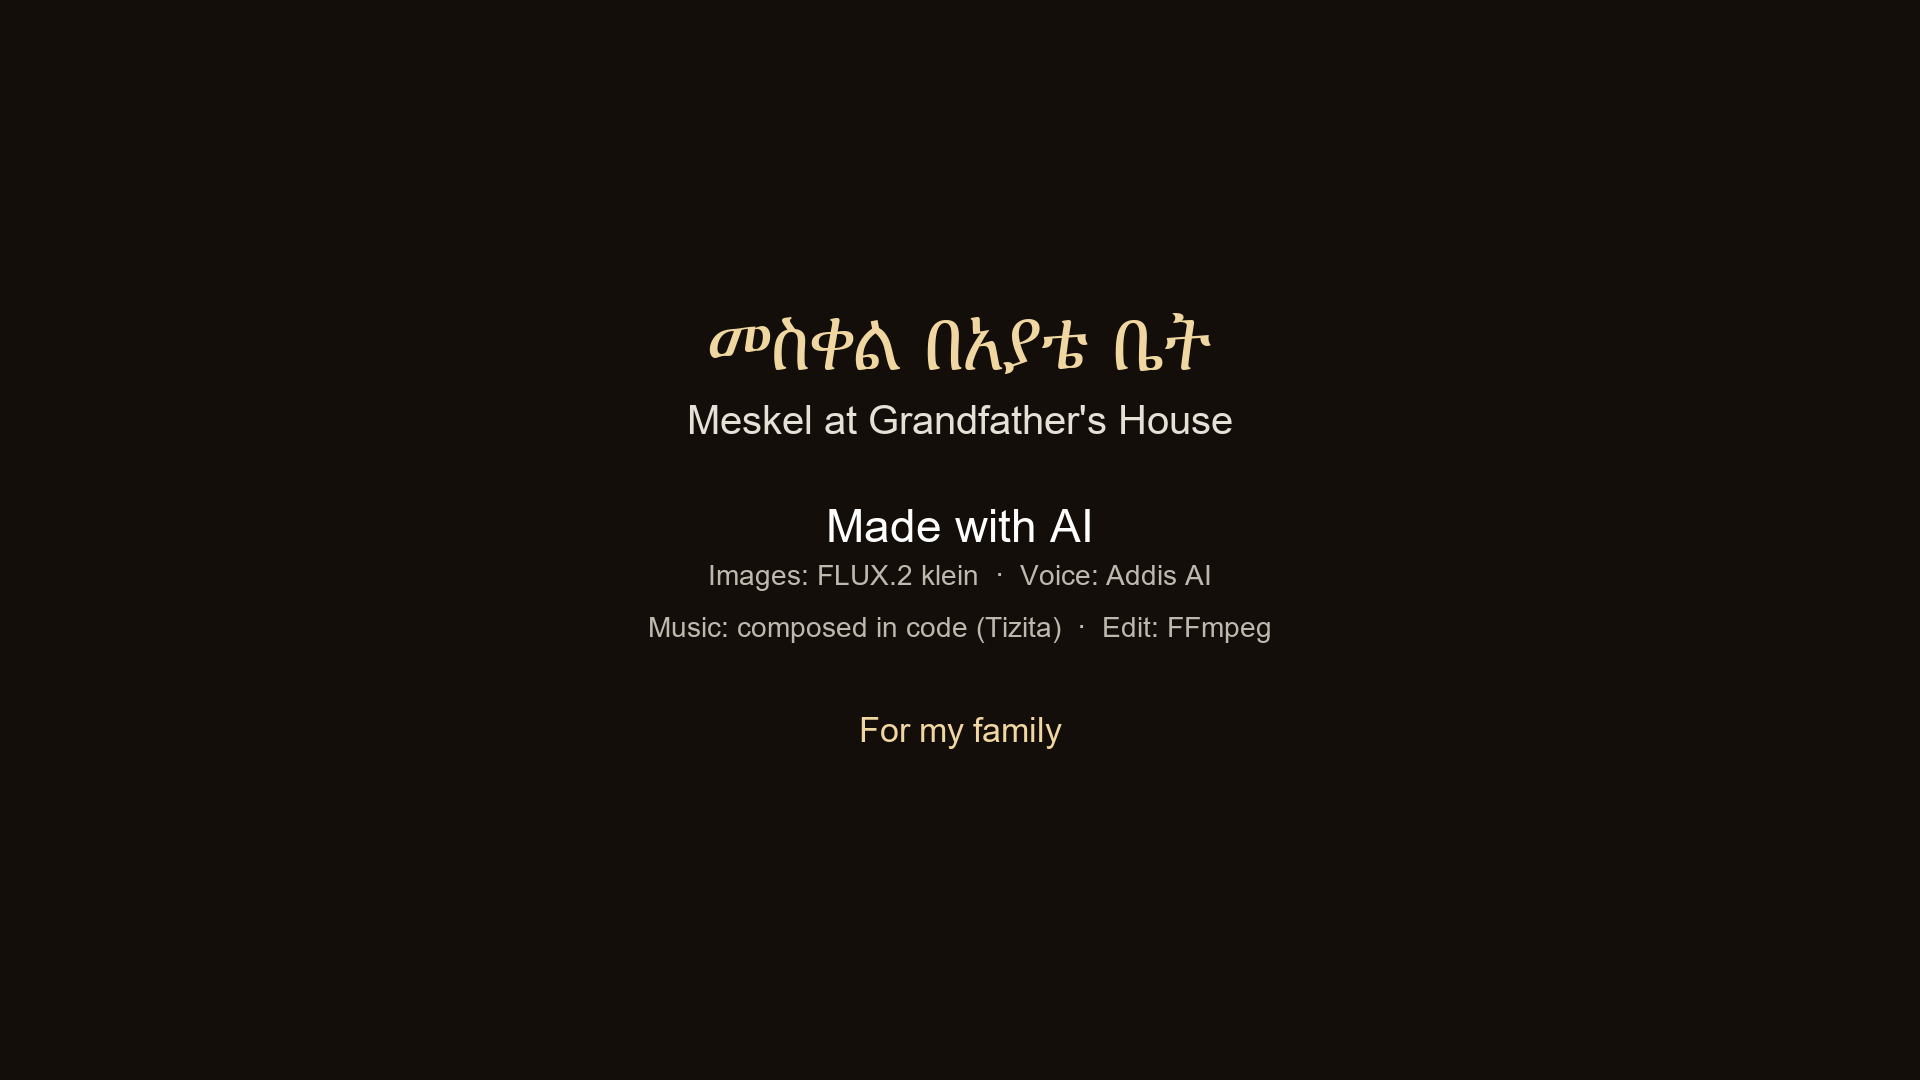 መስቀል በአያቴ ቤት
Meskel at Grandfather's House
Made with AI
Images: FLUX.2 klein · Voice: Addis AI
Music: composed in code (Tizita) · Edit: FFmpeg
For my family